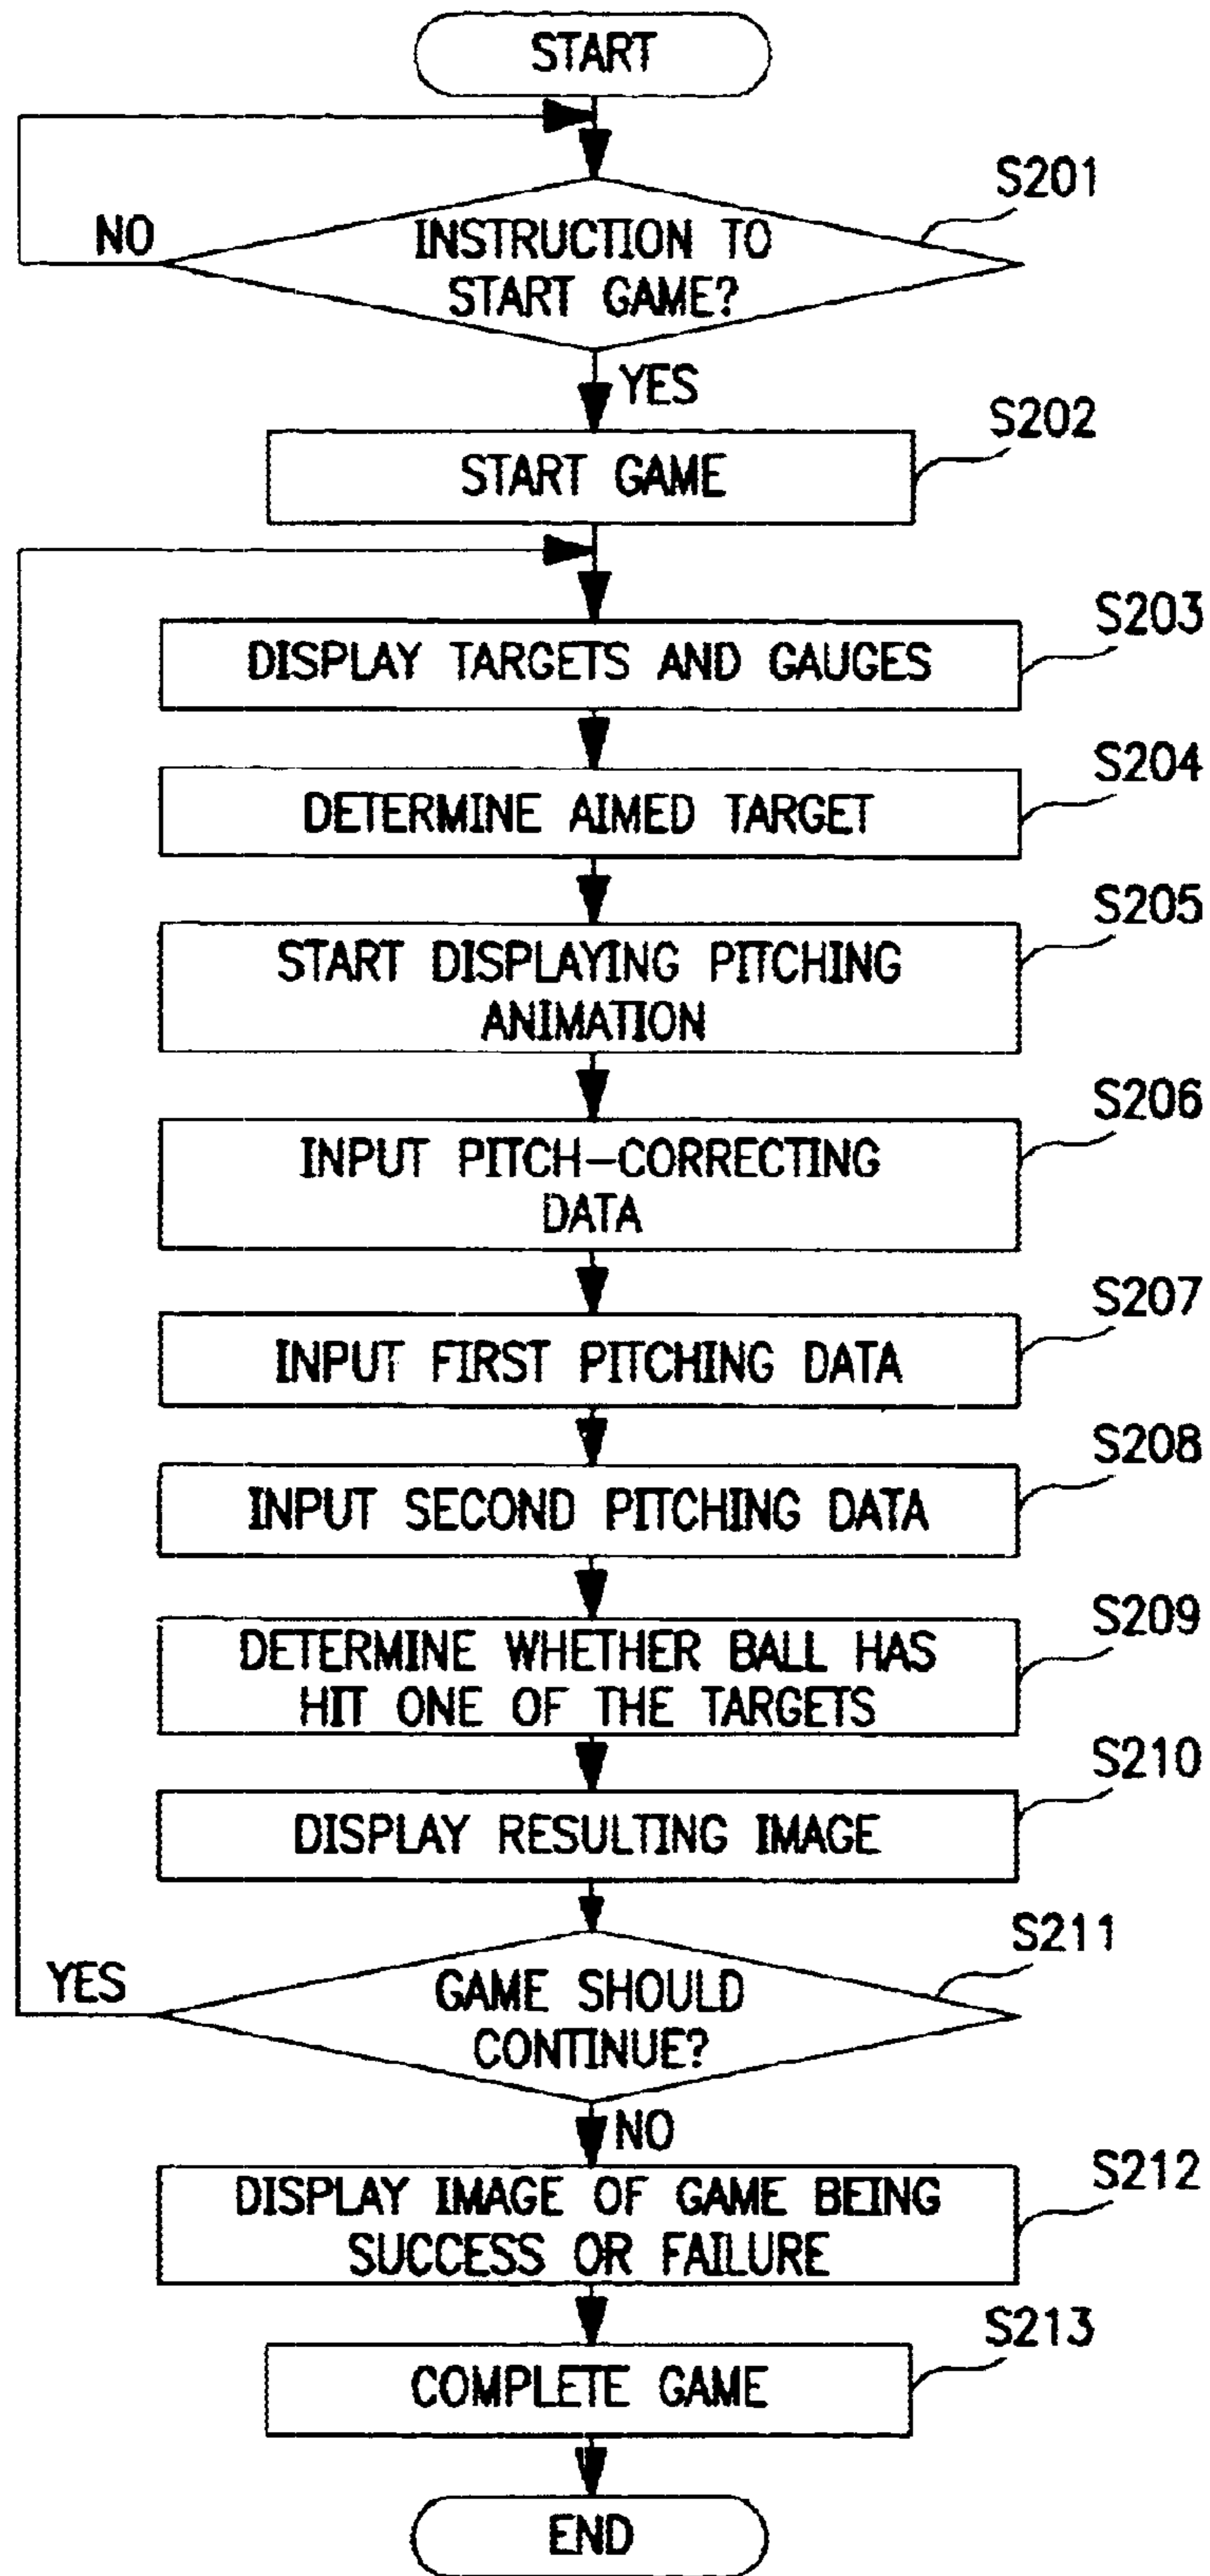 START
S201
NO
INSTRUCTION TO
START GAME?
YES
S202
START GAME
S203
DISPLAY TARGETS AND GAUGES
S204
DETERMINE AIMED TARGET
S205
START DISPLAYING PITCHING
ANIMATION
S206
INPUT PITCH-CORRECTING
DATA
S207
INPUT FIRST PITCHING DATA
S208
INPUT SECOND PITCHING DATA
S209
DETERMINE WHETHER BALL HAS
HIT ONE OF THE TARGETS
S210
DISPLAY RESULTING IMAGE
S211
YES
GAME SHOULD
CONTINUE?
NO
S212
DISPLAY IMAGE OF GAME BEING
SUCCESS OR FAILURE
S213
COMPLETE GAME
END